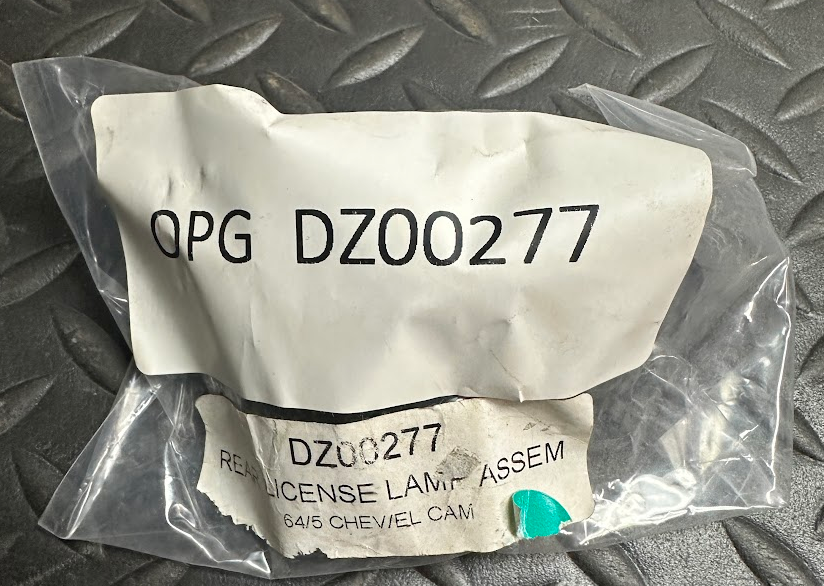 OPG DZ00277
DZ00277
REAR LICENSE LAMP ASSEM
64/5 CHEV/EL CAM